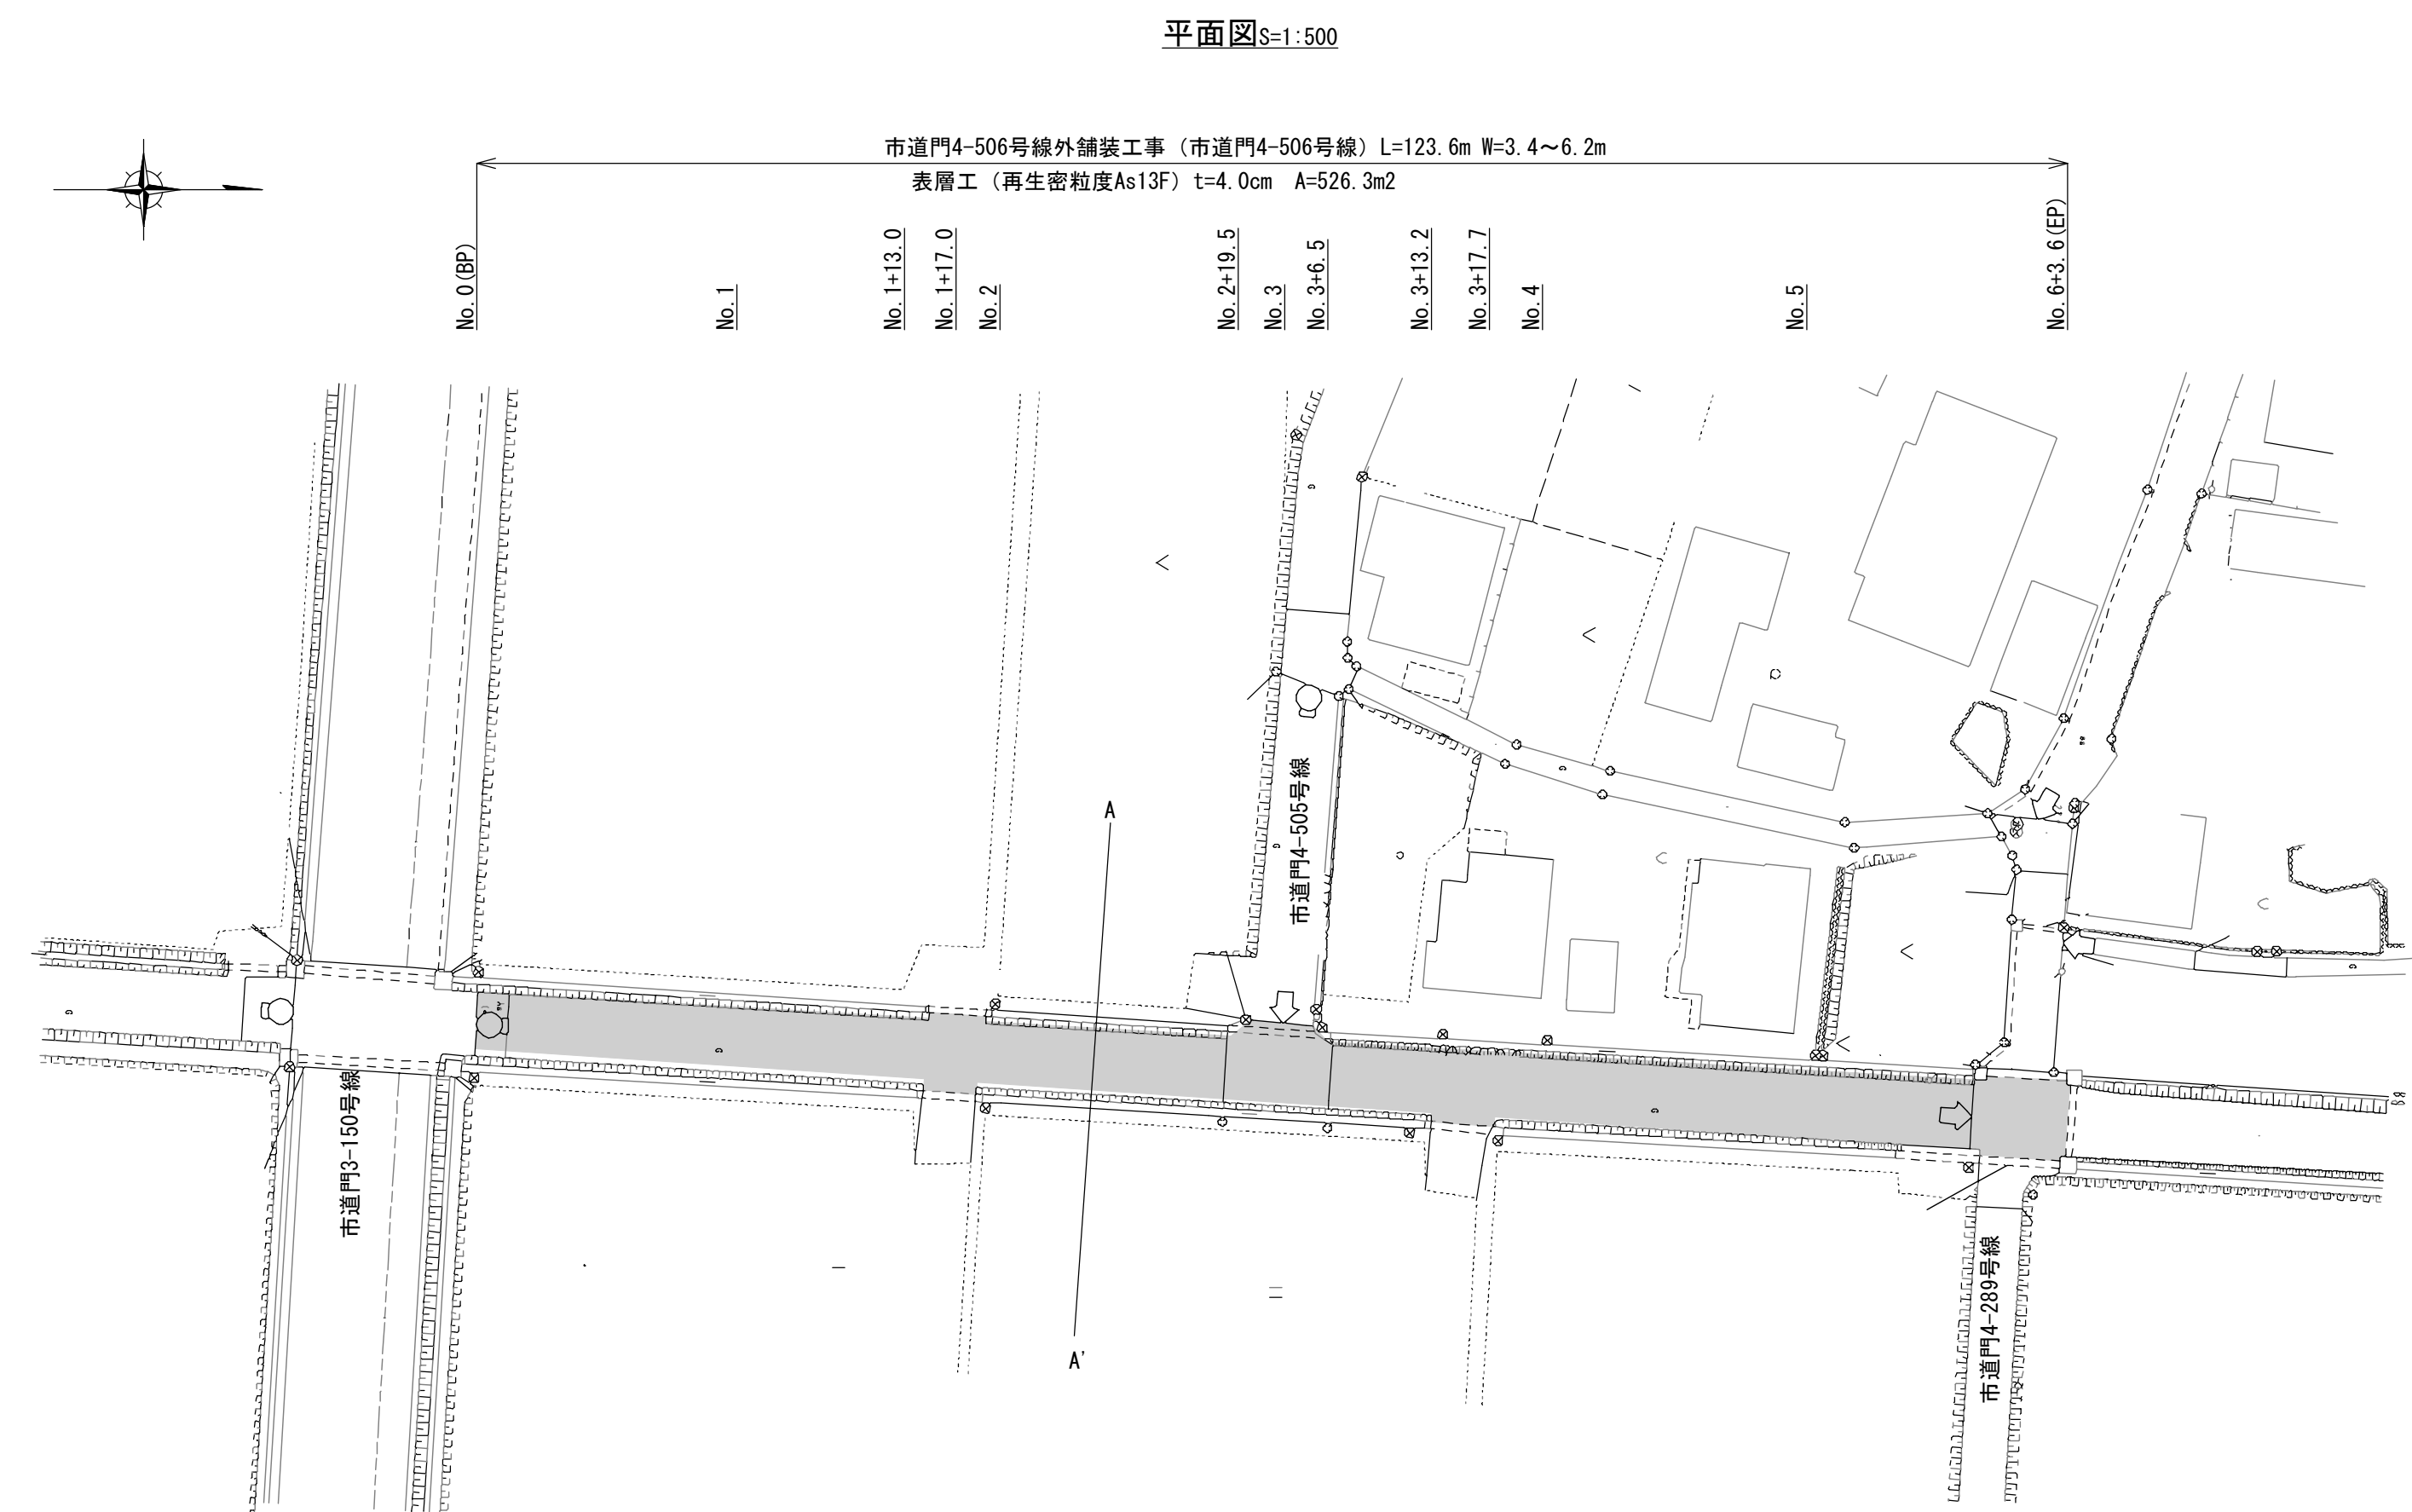 平面図S=1:500
市道門4-506号線外舗装工事（市道門4-506号線）L=123.6m W=3.4～6.2m
表層工（再生密粒度As13F）t=4.0cm A=526.3m2
No.0(BP)
No.1
No.1+13.0
No.1+17.0
No.2
No.2+19.5
No.3
No.3+6.5
No.3+13.2
No.3+17.7
No.4
No.5
No.6+3.6(EP)
市道門4-505号線
A
市道門3-150号線
A'
市道門4-289号線
G
G
G
G
G
G
G